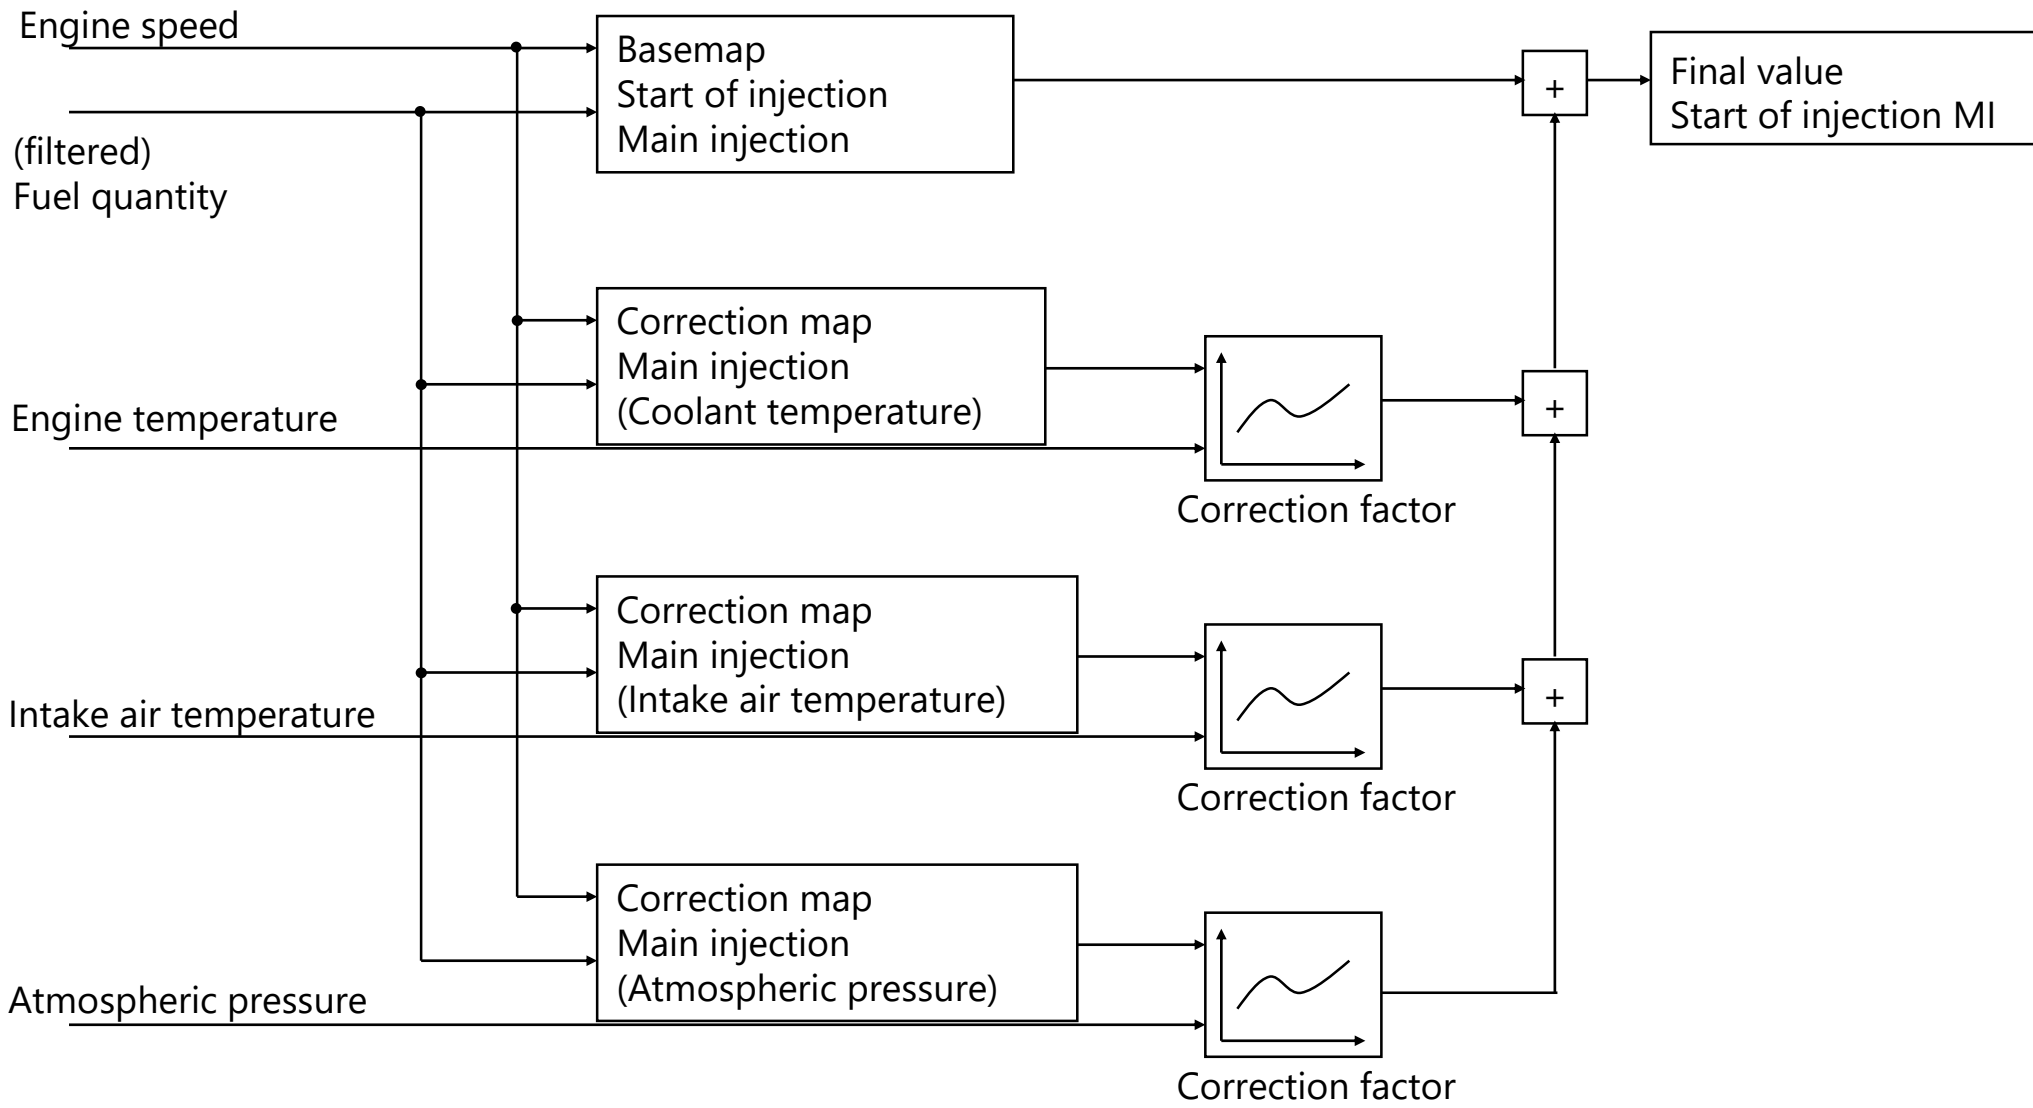 Engine speed
(filtered)
Fuel quantity
Basemap
Start of injection
Main injection
+
Final value
Start of injection MI
Engine temperature
Correction map
Main injection
(Coolant temperature)
Correction factor
+
Intake air temperature
Correction map
Main injection
(Intake air temperature)
Correction factor
+
Atmospheric pressure
Correction map
Main injection
(Atmospheric pressure)
Correction factor